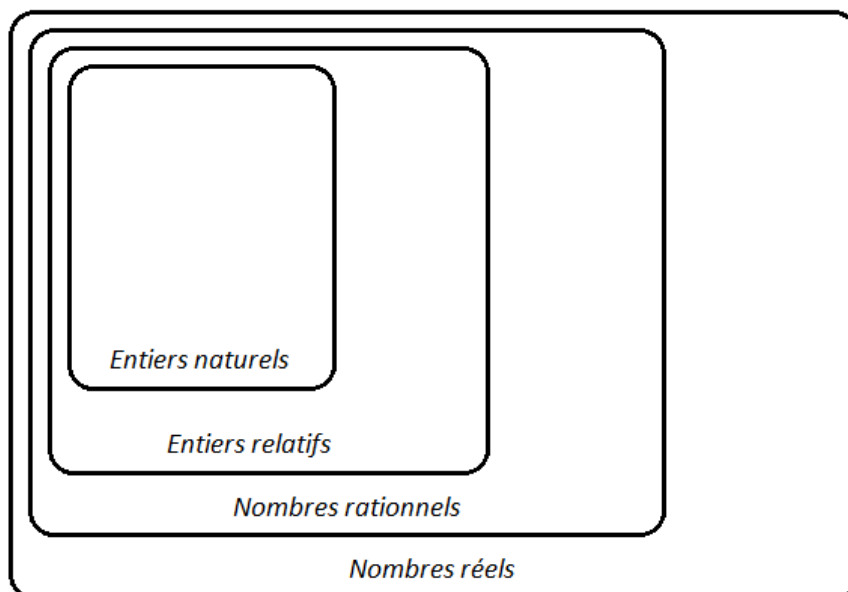 Entiers naturels
Entiers relatifs
Nombres rationnels
Nombres réels